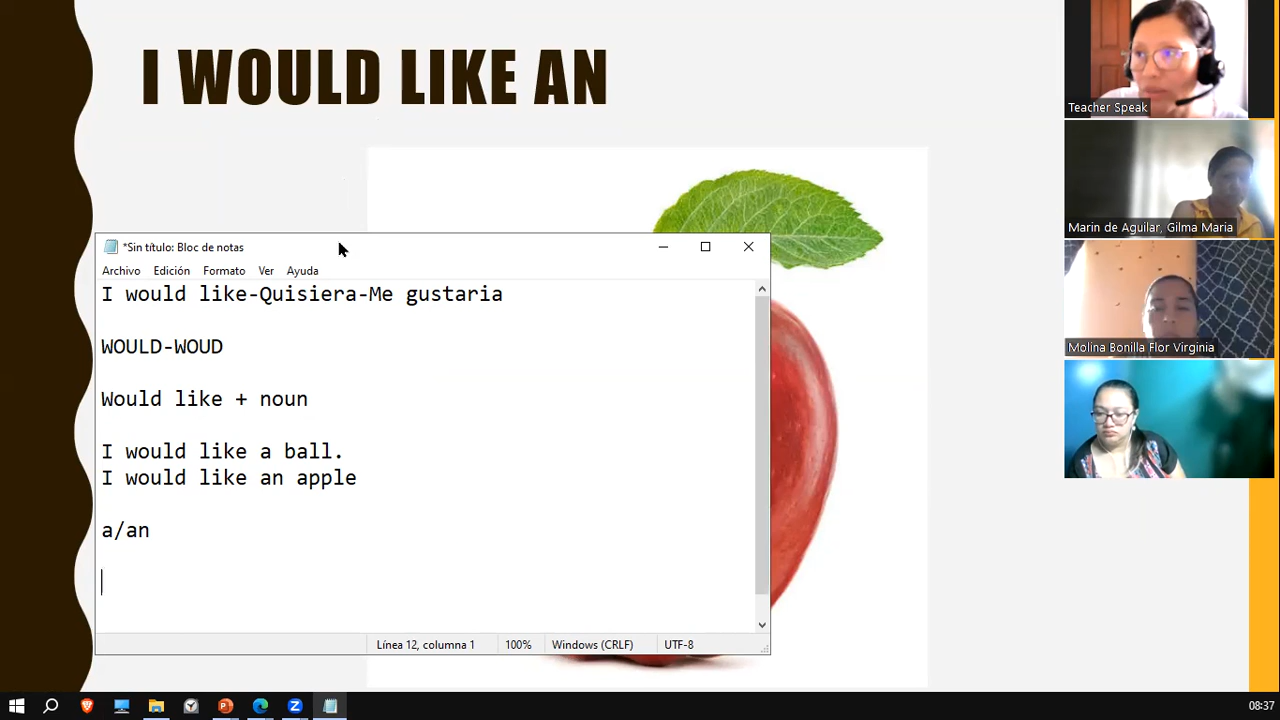 I WOULD LIKE AN
*Sin título: Bloc de notas
Archivo Edición Formato Ver Ayuda
I would like-Quisiera-Me gustaria
WOULD-WOUD
Would like + noun
I would like a ball.
I would like an apple
a/an
Línea 12, columna 1 100% Windows (CRLF) UTF-8
Teacher Speak
Marin de Aguilar, Gilma Maria
Molina Bonilla Flor Virginia
08:37